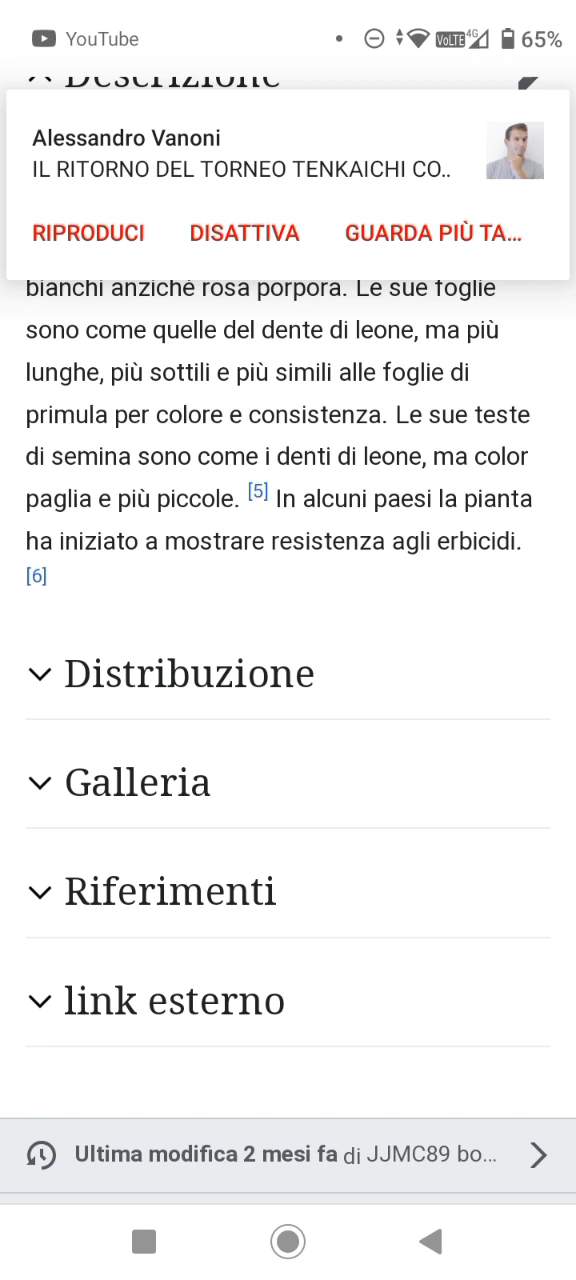 YouTube
VoLTE 4G 65%
Descrizione
Alessandro Vanoni
IL RITORNO DEL TORNEO TENKAICHI CO..
RIPRODUCI DISATTIVA GUARDA PIÙ TA...
bianchi anziché rosa porpora. Le sue foglie
sono come quelle del dente di leone, ma più
lunghe, più sottili e più simili alle foglie di
primula per colore e consistenza. Le sue teste
di semina sono come i denti di leone, ma color
paglia e più piccole. [5] In alcuni paesi la pianta
ha iniziato a mostrare resistenza agli erbicidi.
[6]
Distribuzione
Galleria
Riferimenti
link esterno
Ultima modifica 2 mesi fa di JJMC89 bo...